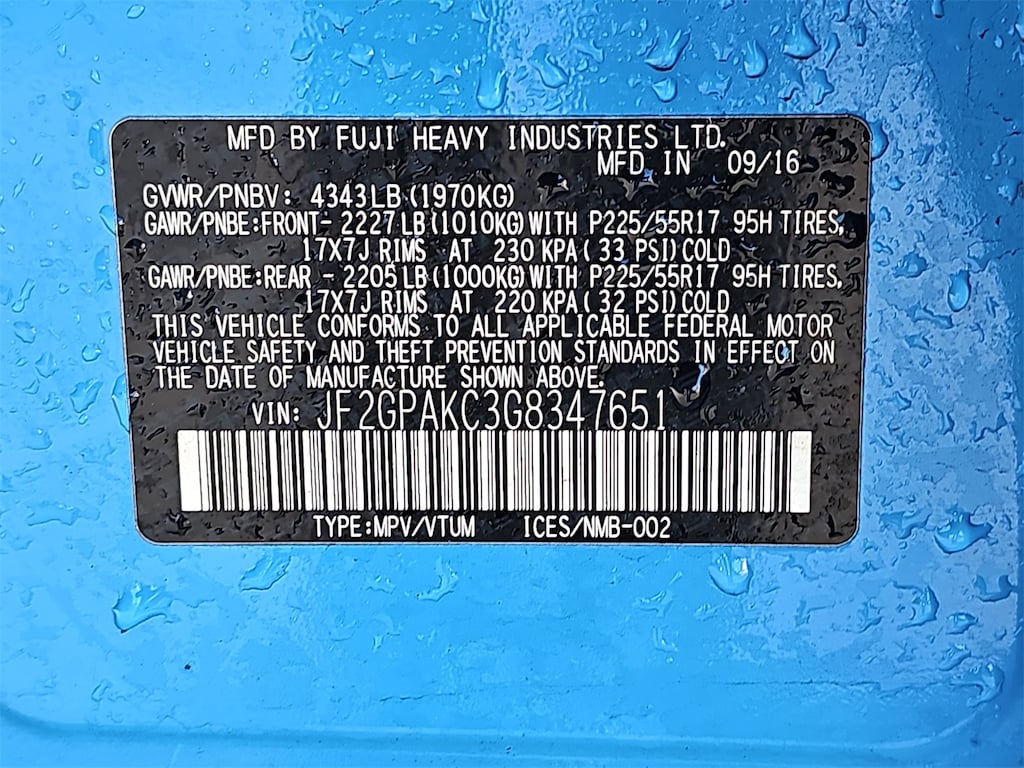 MFD BY FUJI HEAVY INDUSTRIES LTD.
MFD IN 09/16
GVWR/PNBV: 4343LB (1970KG)
GAWR/PNBE:FRONT- 2227LB (1010KG) WITH P225/55R17 95H TIRES,
17X7J RIMS AT 230 KPA (33 PSI) COLD
GAWR/PNBE:REAR - 2205LB (1000KG) WITH P225/55R17 95H TIRES,
17X7J RIMS AT 220 KPA (32 PSI) COLD
THIS VEHICLE CONFORMS TO ALL APPLICABLE FEDERAL MOTOR
VEHICLE SAFETY AND THEFT PREVENTION STANDARDS IN EFFECT ON
THE DATE OF MANUFACTURE SHOWN ABOVE.
VIN: JF2GPAKC3G8347651
TYPE:MPV/VTUM ICES/NMB-002